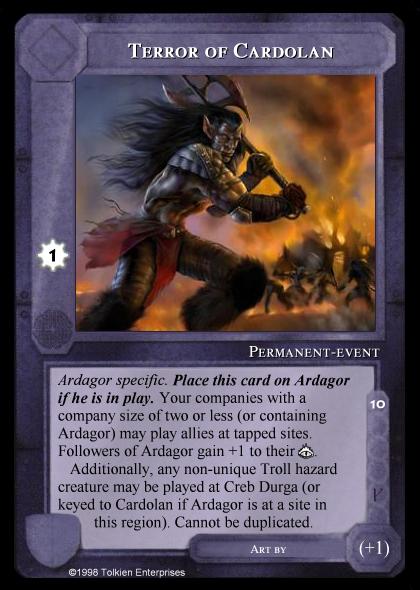 TERROR OF CARDOLAN
1
PERMANENT-EVENT
Ardagor specific. Place this card on Ardagor
if he is in play. Your companies with a
company size of two or less (or containing
Ardagor) may play allies at tapped sites.
Followers of Ardagor gain +1 to their .
Additionally, any non-unique Troll hazard
creature may be played at Creb Durga (or
keyed to Cardolan if Ardagor is at a site in
this region). Cannot be duplicated.
10
ART BY
(+1)
©1998 Tolkien Enterprises